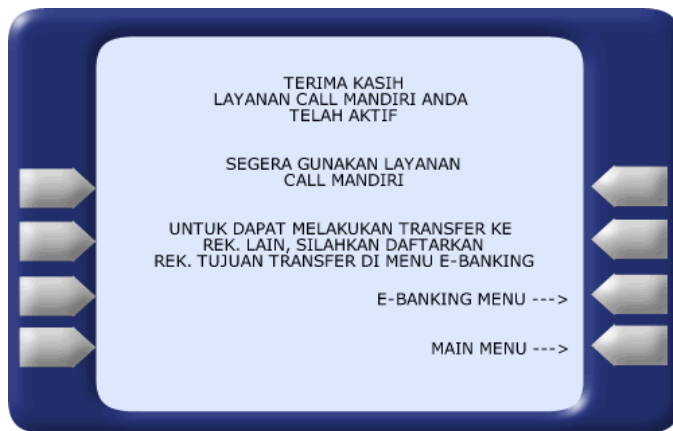 TERIMA KASIH
LAYANAN CALL MANDIRI ANDA
TELAH AKTIF
SEGERA GUNAKAN LAYANAN
CALL MANDIRI
UNTUK DAPAT MELAKUKAN TRANSFER KE
REK. LAIN, SILAHKAN DAFTARKAN
REK. TUJUAN TRANSFER DI MENU E-BANKING
E-BANKING MENU --->
MAIN MENU --->